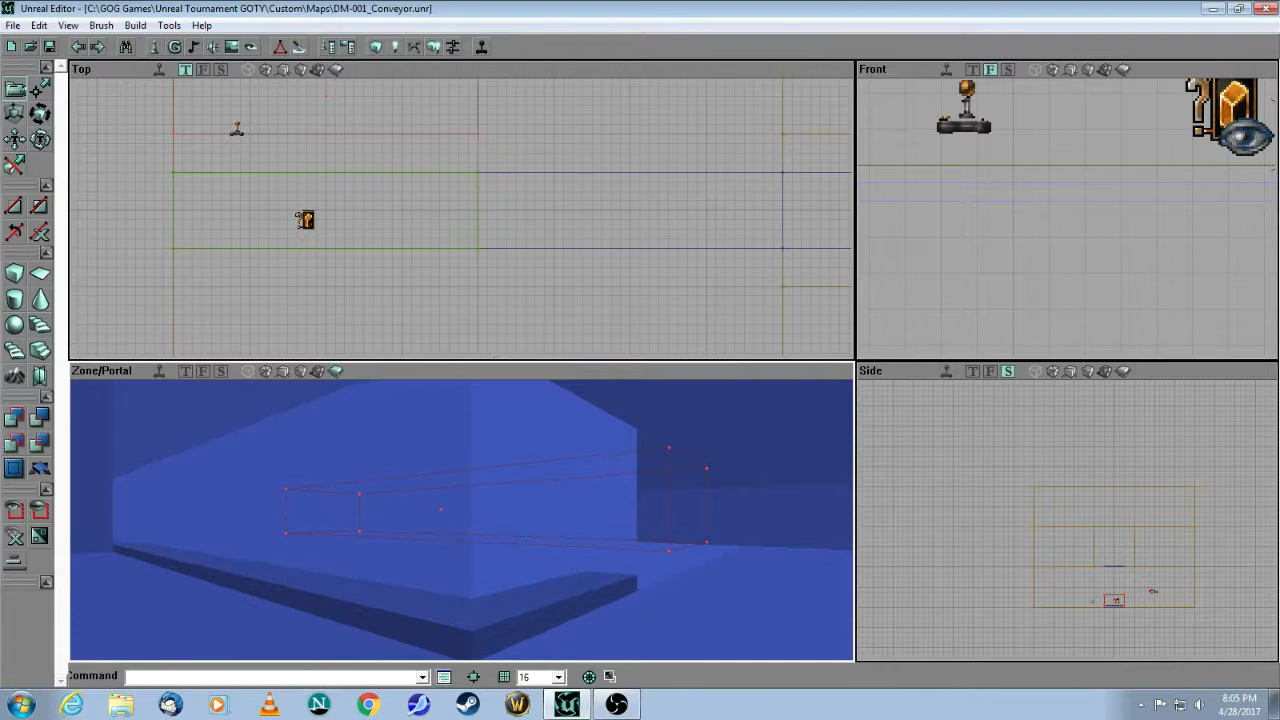 Unreal Editor - [C:\GOG Games\Unreal Tournament GOTY\Custom\Maps\DM-001_Conveyor.unr]
File Edit View Brush Build Tools Help
Top T F S
Front T F S
Zone/Portal T F S
Side T F S
Command 16
8:05 PM
4/28/2017